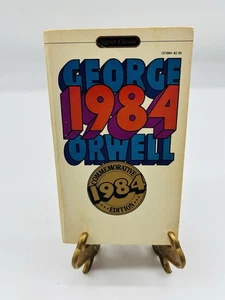 GEORGE
1984
ORWELL
COMMEMORATIVE
1984
EDITION